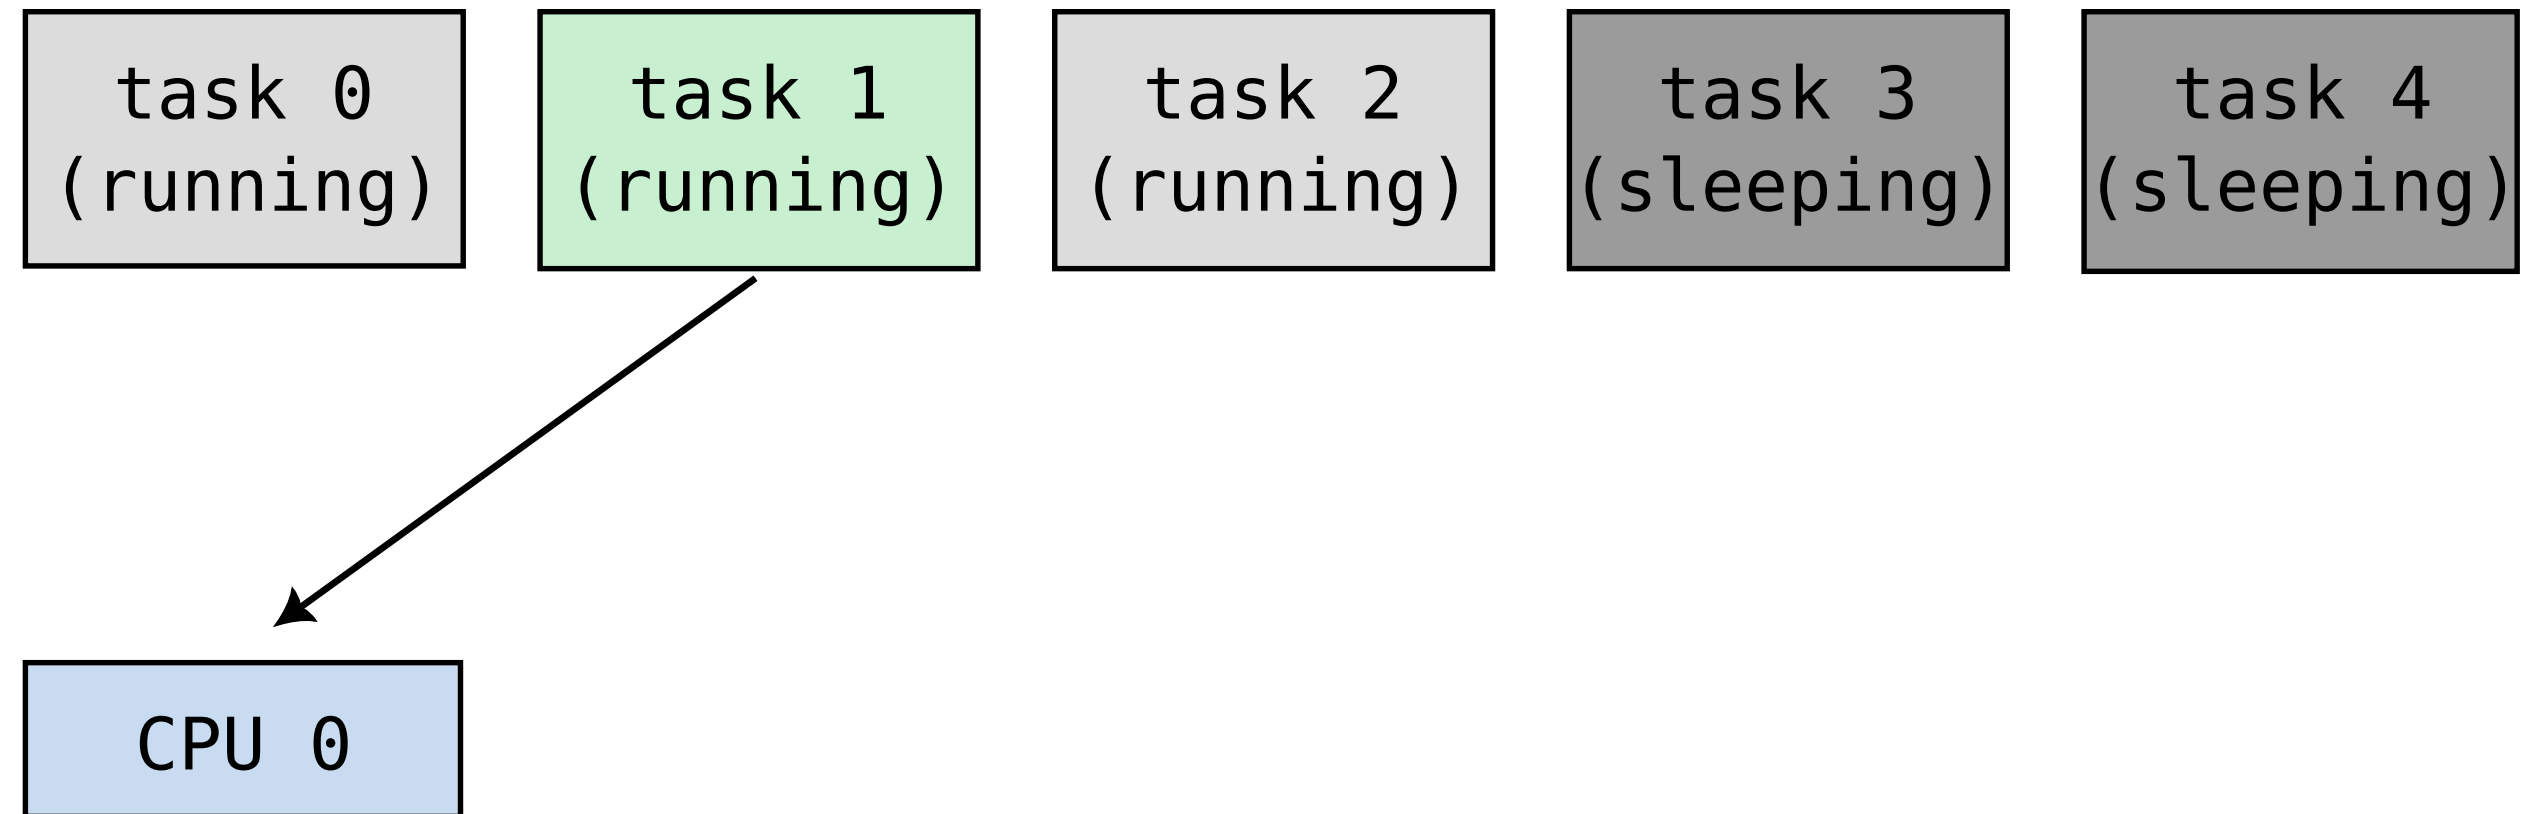 task 0
(running)
task 1
(running)
task 2
(running)
task 3
(sleeping)
task 4
(sleeping)
CPU 0